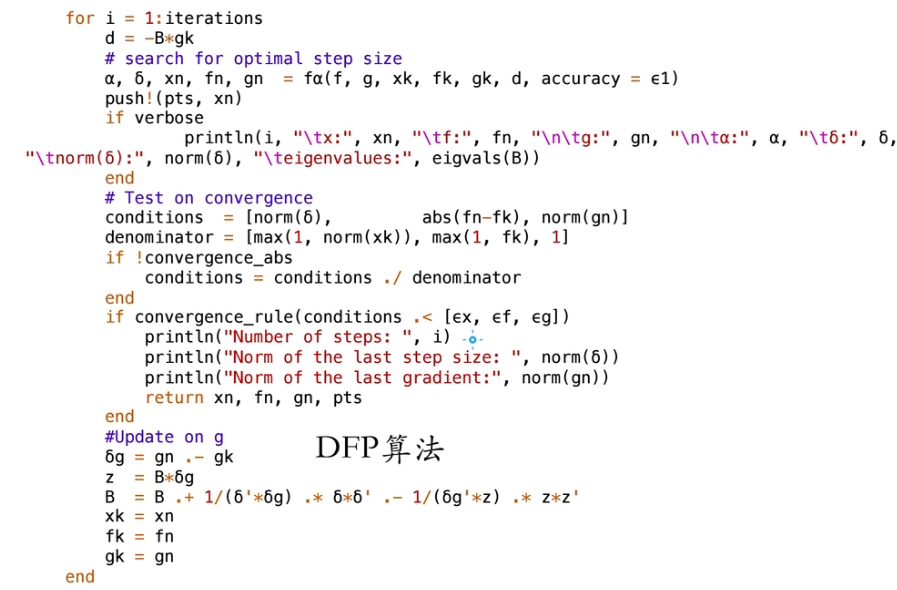 for i = 1:iterations
d = -B*gk
# search for optimal step size
α, δ, xn, fn, gn  = fα(f, g, xk, fk, gk, d, accuracy = ϵ1)
push!(pts, xn)
if verbose
println(i, "\tx:", xn, "\tf:", fn, "\n\tg:", gn, "\n\tα:", α, "\tδ:", δ,
"\tnorm(δ):", norm(δ), "\teigenvalues:", eigvals(B))
end
# Test on convergence
conditions  = [norm(δ),         abs(fn-fk), norm(gn)]
denominator = [max(1, norm(xk)), max(1, fk), 1]
if !convergence_abs
conditions = conditions ./ denominator
end
if convergence_rule(conditions .< [ϵx, ϵf, ϵg])
println("Number of steps: ", i)
println("Norm of the last step size: ", norm(δ))
println("Norm of the last gradient:", norm(gn))
return xn, fn, gn, pts
end
#Update on g
DFP算法
δg = gn .- gk
z  = B*δg
B  = B .+ 1/(δ'*δg) .* δ*δ' .- 1/(δg'*z) .* z*z'
xk = xn
fk = fn
gk = gn
end